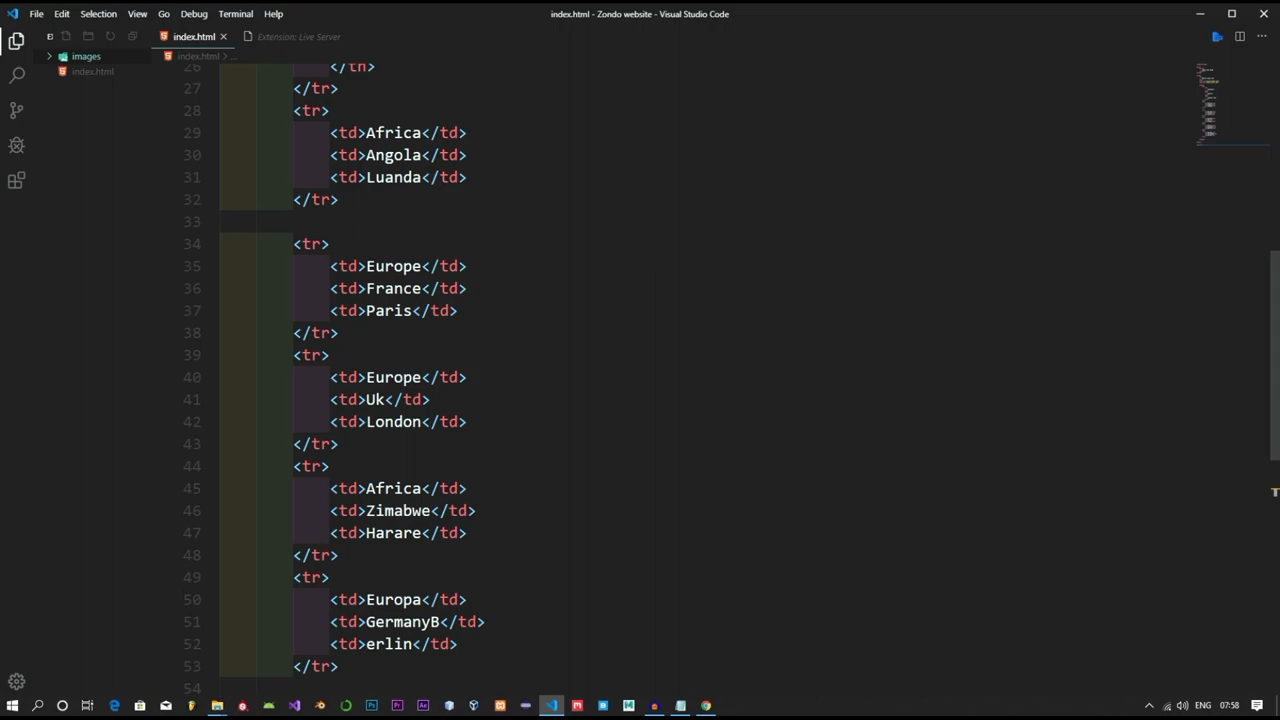 File Edit Selection View Go Debug Terminal Help
index.html - Zondo website - Visual Studio Code
index.html × Extension: Live Server
images
index.html
index.html > ...
26 </th>
27 </tr>
28 <tr>
29 <td>Africa</td>
30 <td>Angola</td>
31 <td>Luanda</td>
32 </tr>
33
34 <tr>
35 <td>Europe</td>
36 <td>France</td>
37 <td>Paris</td>
38 </tr>
39 <tr>
40 <td>Europe</td>
41 <td>Uk</td>
42 <td>London</td>
43 </tr>
44 <tr>
45 <td>Africa</td>
46 <td>Zimabwe</td>
47 <td>Harare</td>
48 </tr>
49 <tr>
50 <td>Europa</td>
51 <td>GermanyB</td>
52 <td>erlin</td>
53 </tr>
54
ENG 07:58